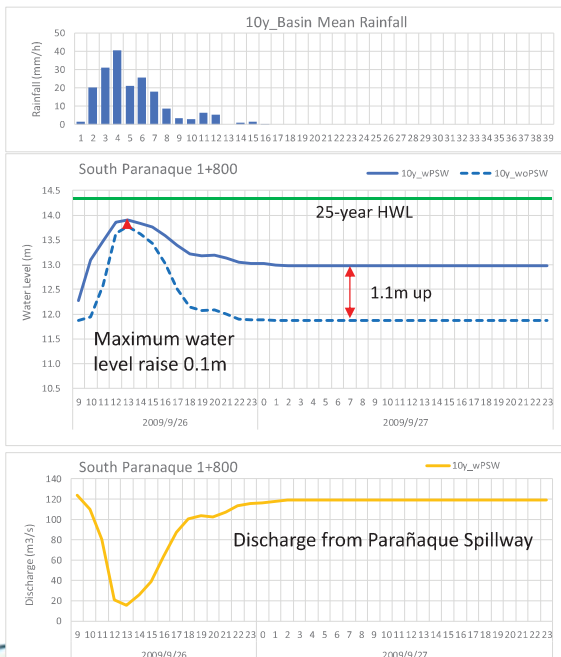 10y_Basin Mean Rainfall
Rainfall (mm/h)
50
40
30
20
10
0
1 2 3 4 5 6 7 8 9 10 11 12 13 14 15 16 17 18 19 20 21 22 23 24 25 26 27 28 29 30 31 32 33 34 35 36 37 38 39
South Paranaque 1+800
10y_wPSW 10y_woPSW
Water Level (m)
14.5
14.0
13.5
13.0
12.5
12.0
11.5
11.0
10.5
25-year HWL
1.1m up
Maximum water
level raise 0.1m
9 10 11 12 13 14 15 16 17 18 19 20 21 22 23 0 1 2 3 4 5 6 7 8 9 10 11 12 13 14 15 16 17 18 19 20 21 22 23
2009/9/26 2009/9/27
South Paranaque 1+800
10y_wPSW
Discharge (m3/s)
140
120
100
80
60
40
20
0
Discharge from Parañaque Spillway
9 10 11 12 13 14 15 16 17 18 19 20 21 22 23 0 1 2 3 4 5 6 7 8 9 10 11 12 13 14 15 16 17 18 19 20 21 22 23
2009/9/26 2009/9/27